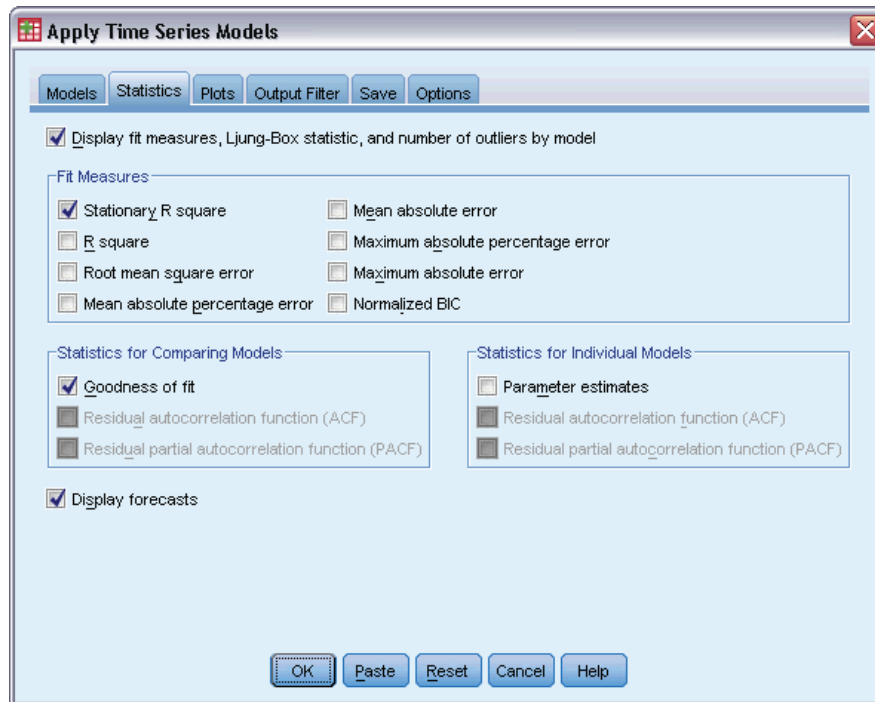 Apply Time Series Models
Models Statistics Plots Output Filter Save Options
Display fit measures, Ljung-Box statistic, and number of outliers by model
Fit Measures
Stationary R square
R square
Root mean square error
Mean absolute percentage error
Mean absolute error
Maximum absolute percentage error
Maximum absolute error
Normalized BIC
Statistics for Comparing Models
Goodness of fit
Residual autocorrelation function (ACF)
Residual partial autocorrelation function (PACF)
Statistics for Individual Models
Parameter estimates
Residual autocorrelation function (ACF)
Residual partial autocorrelation function (PACF)
Display forecasts
OK Paste Reset Cancel Help